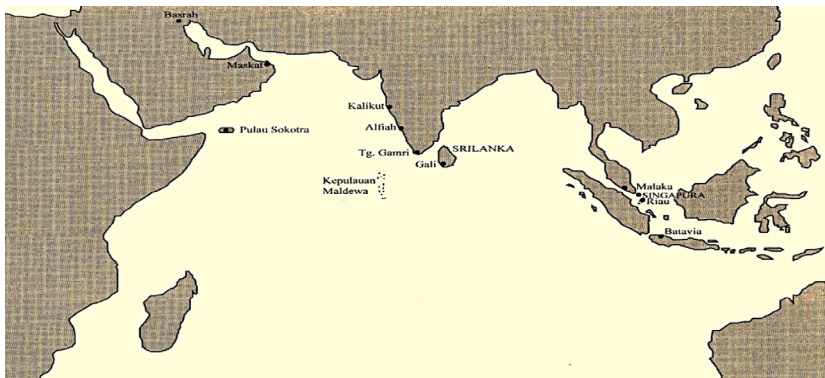 Basrah
Maskat
Kalikut
Pulau Sokotra
Alfiah
Tg. Gamri
SRILANKA
Gali
Kepulauan
Maldewa
Malaka
SINGAPURA
Riau
Batavia